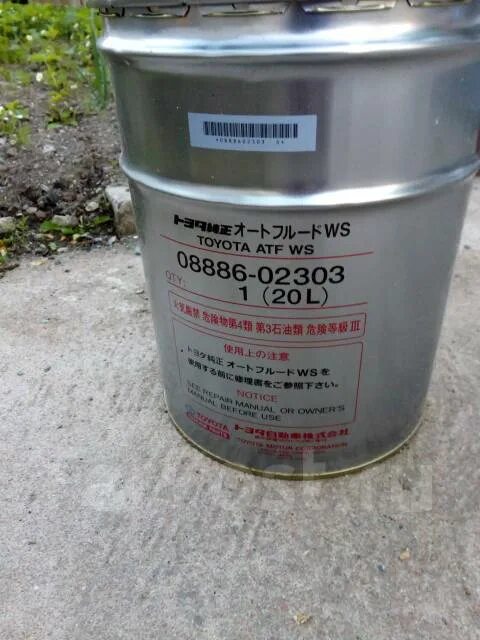 トヨタ純正オートフルードWS
TOYOTA ATF WS
08886-02303
QTY: 1 (20L)
火気厳禁 危険物第4類 第3石油類 危険等級 III
使用上の注意
トヨタ純正 オートフルードWSを
使用する前に修理書をご参照下さい。
NOTICE
SEE REPAIR MANUAL OR OWNER'S
MANUAL BEFORE USE
TOYOTA
トヨタ自動車株式会社
TOYOTA MOTOR CORPORATION